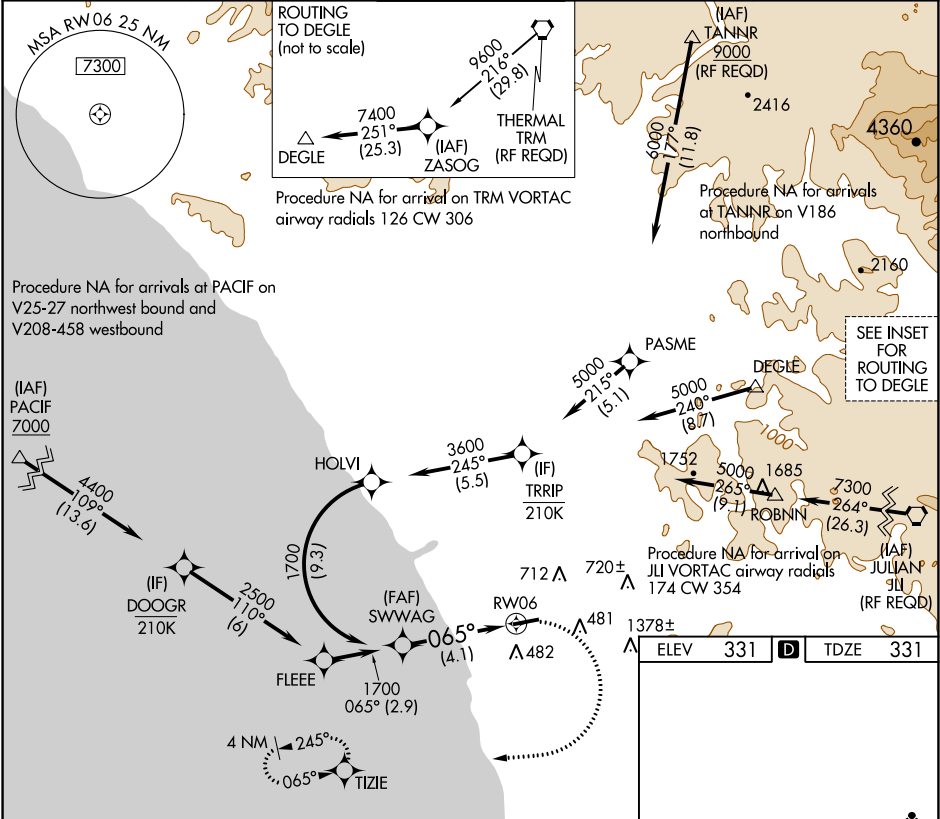 MSA RW06 25 NM
7300
ROUTING
TO DEGLE
(not to scale)
9600
216°
(29.8)
7400
251°
(25.3)
DEGLE
(IAF)
ZASOG
THERMAL
TRM
(RF REQD)
Procedure NA for arrival on TRM VORTAC
airway radials 126 CW 306
(IAF)
TANNR
9000
(RF REQD)
2416
4360
6000
177°
(11.8)
Procedure NA for arrivals
at TANNR on V186
northbound
2160
Procedure NA for arrivals at PACIF on
V25-27 northwest bound and
V208-458 westbound
SEE INSET
FOR
ROUTING
TO DEGLE
PASME
5000
215°
(5.1)
DEGLE
5000
240°
(8.7)
1000
(IAF)
PACIF
7000
4400
109°
(13.6)
HOLVI
3600
245°
(5.5)
(IF)
TRRIP
210K
1752
5000
265°
(9.1)
1685
ROBNN
7300
264°
(26.3)
(IAF)
JULIAN
JLI
(RF REQD)
Procedure NA for arrival on
JLI VORTAC airway radials
174 CW 354
1700
(9.3)
(IF)
DOOGR
210K
2500
110°
(6)
712
720±
(FAF)
SWWAG
RW06
481
1378±
065°
(4.1)
482
FLEEE
1700
065° (2.9)
ELEV 331 D TDZE 331
4 NM
245°
065°
TIZIE